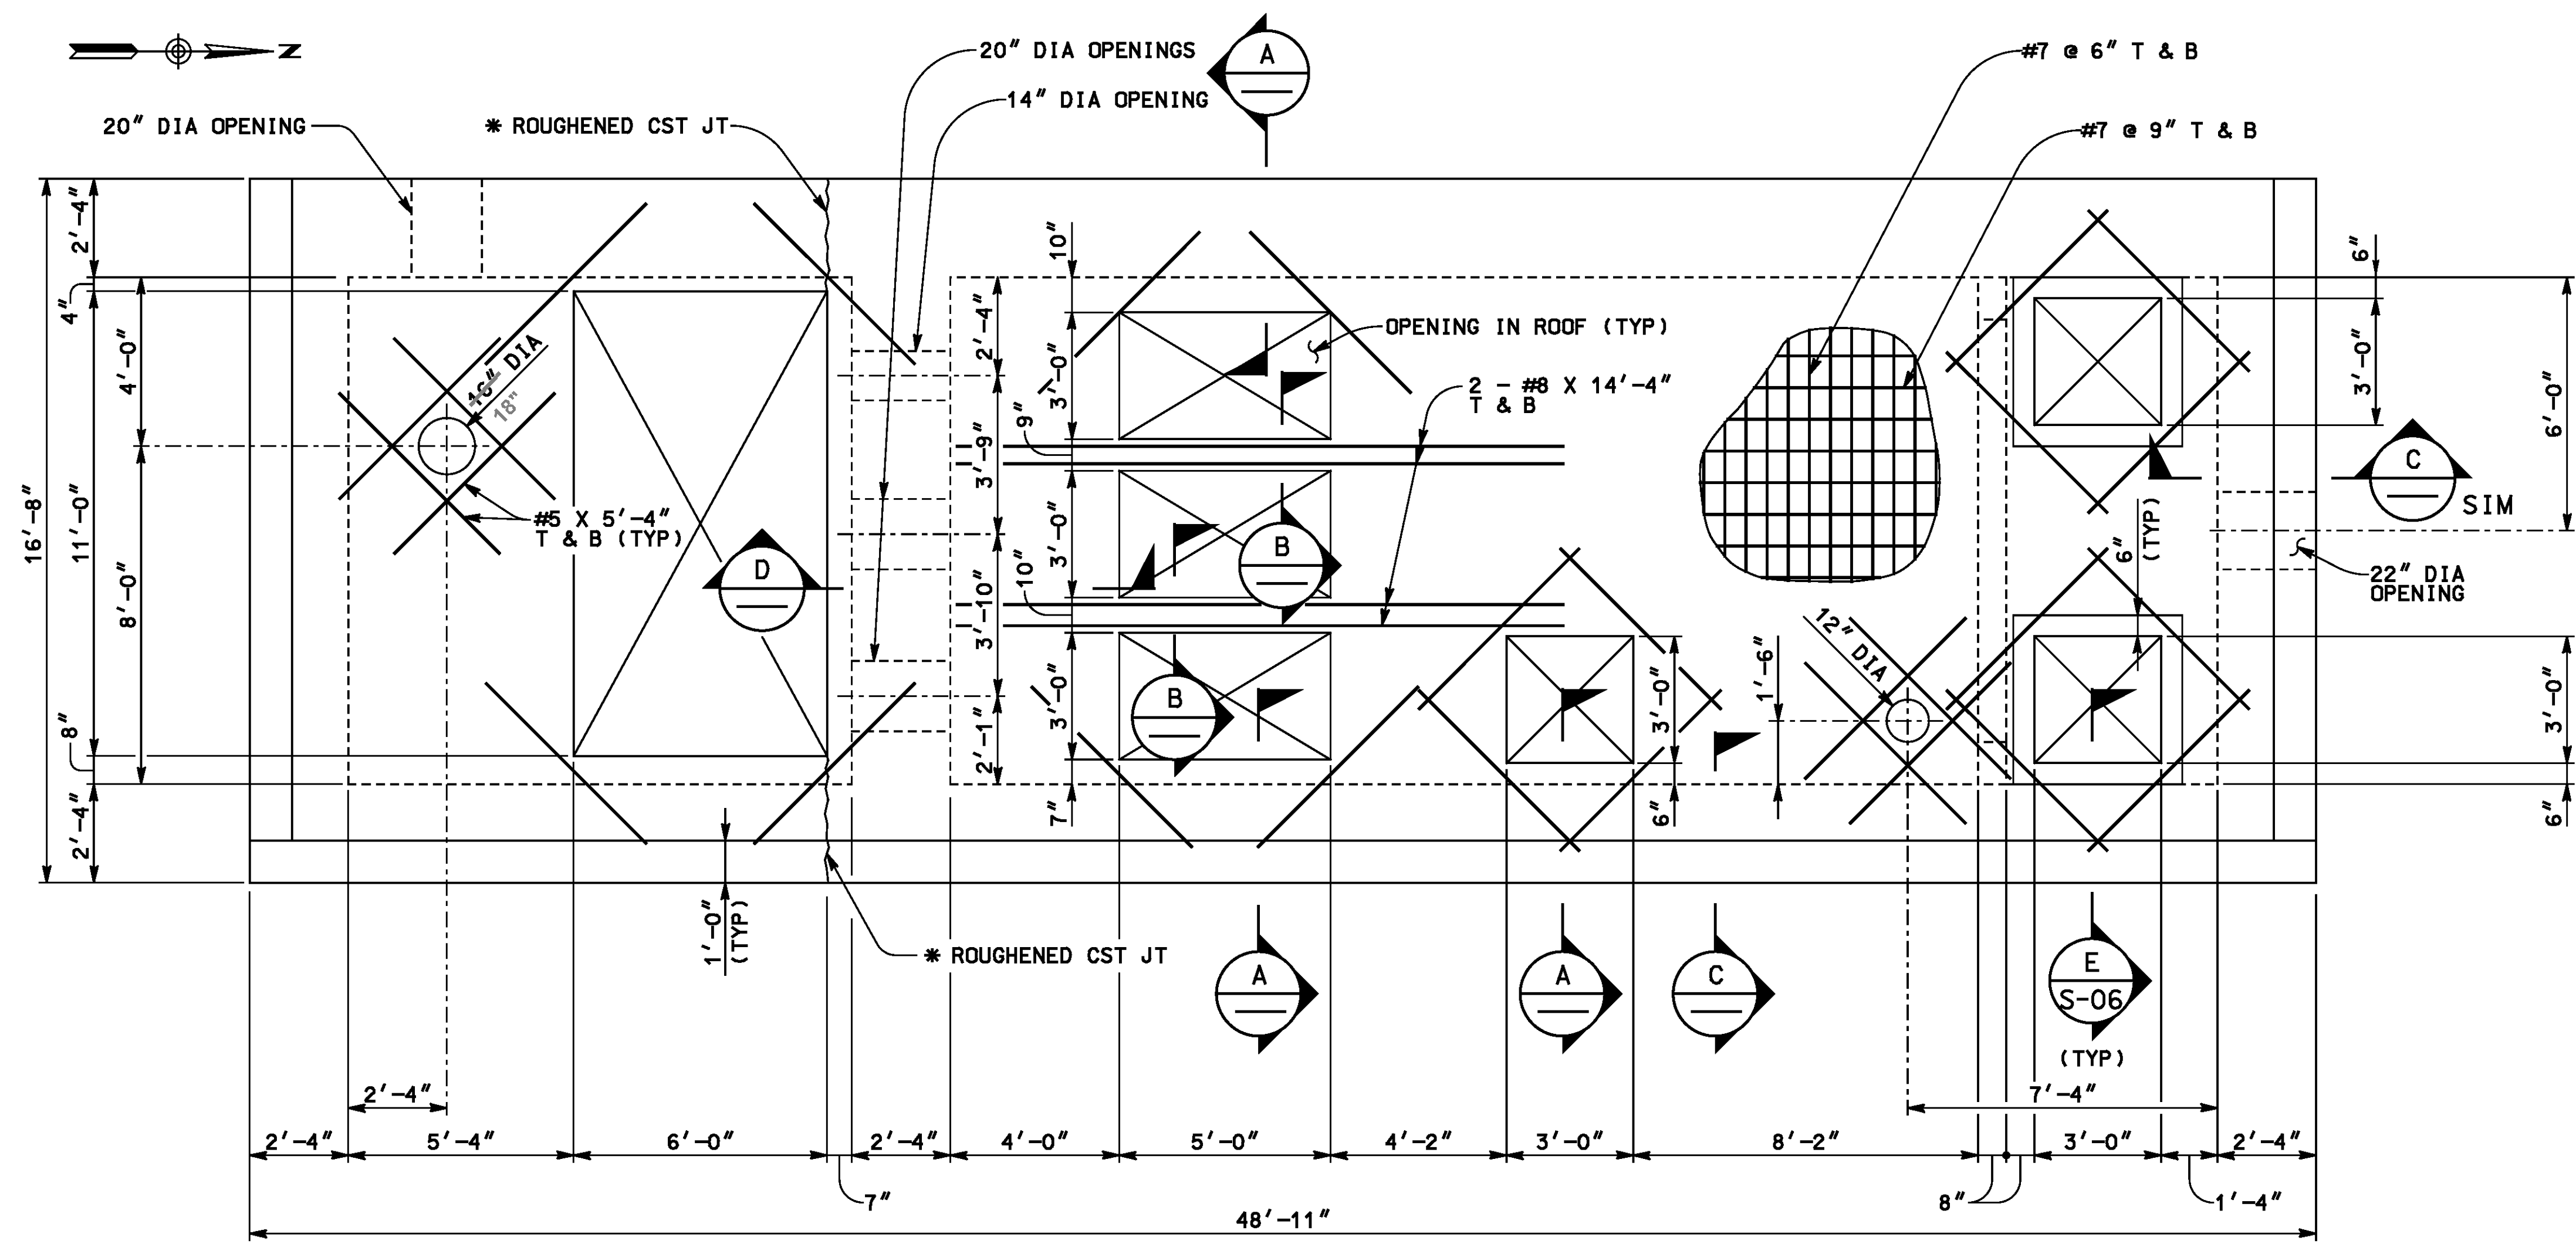 N
20" DIA OPENINGS
14" DIA OPENING
20" DIA OPENING
* ROUGHENED CST JT
A
#7 @ 6" T & B
#7 @ 9" T & B
16'-8"
2'-4"
4"
11'-0"
8"
2'-4"
4'-0"
8'-0"
16" DIA
18"
#5 X 5'-4"
T & B (TYP)
D
2'-4"
3'-9"
3'-10"
2'-1"
10"
3'-0"
9"
3'-0"
10"
3'-0"
7"
OPENING IN ROOF (TYP)
2 - #8 X 14'-4"
T & B
B
B
3'-0"
6"
1'-6"
12" DIA
6"
(TYP)
6"
3'-0"
6'-0"
C
SIM
22" DIA
OPENING
3'-0"
6"
1'-0"
(TYP)
* ROUGHENED CST JT
A
A
C
E
S-06
(TYP)
2'-4"
7'-4"
2'-4"
5'-4"
6'-0"
2'-4"
4'-0"
5'-0"
4'-2"
3'-0"
8'-2"
3'-0"
2'-4"
7"
8"
1'-4"
48'-11"